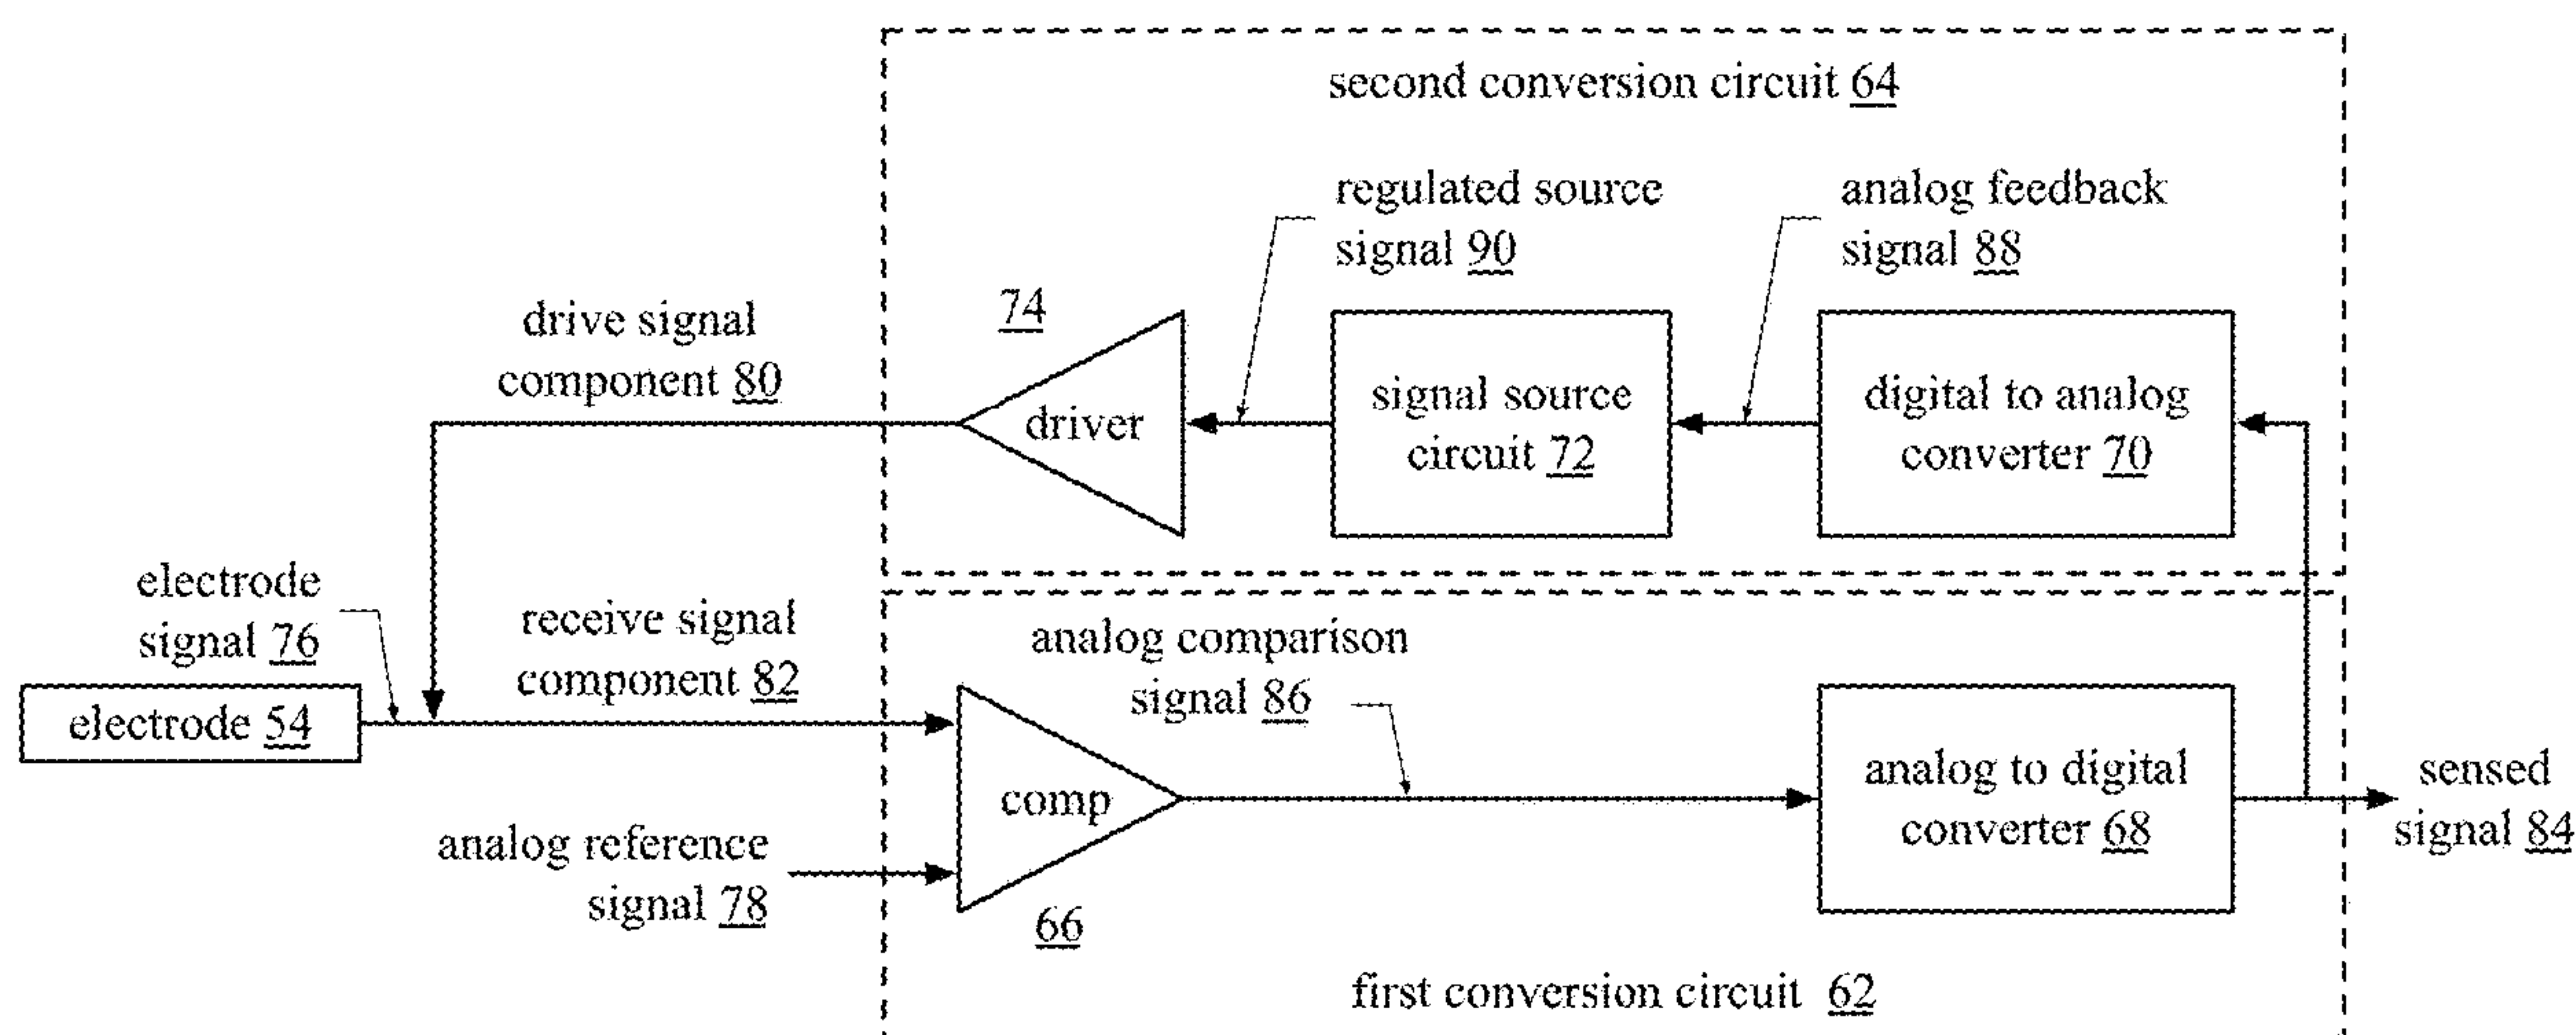 second conversion circuit 64
regulated source
signal 90
analog feedback
signal 88
74
drive signal
component 80
driver
signal source
circuit 72
digital to analog
converter 70
electrode
signal 76
receive signal
component 82
analog comparison
signal 86
electrode 54
comp
analog to digital
converter 68
sensed
signal 84
analog reference
signal 78
66
first conversion circuit 62